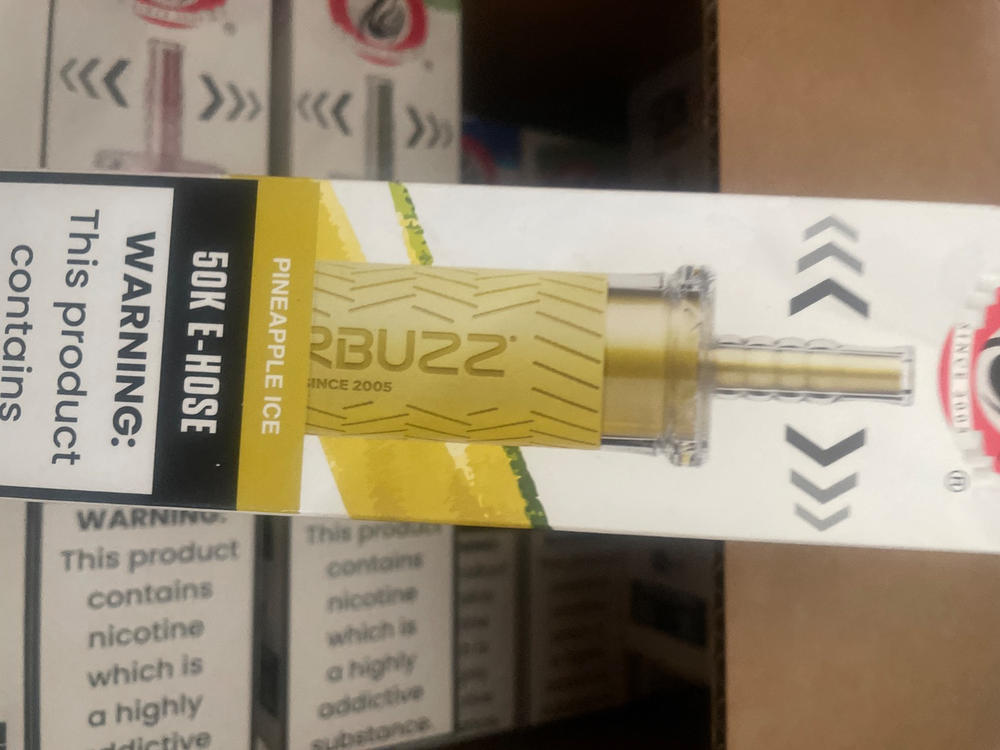 WARNING:
This product
contains
50K E-HOSE
PINEAPPLE ICE
RBUZZ
SINCE 2005
®
WARNING:
This product
contains
nicotine
which is
a highly
addictive
This product
contains
nicotine
which is
a highly
addictive
substance.